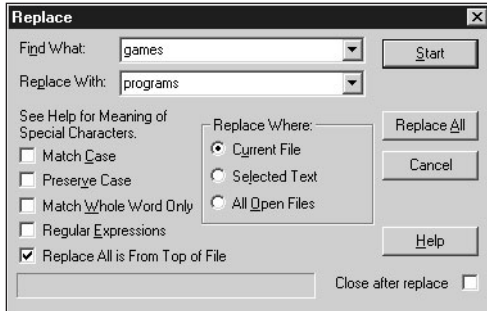 Replace
Find What:
games
Start
Replace With:
programs
See Help for Meaning of
Special Characters.
Replace Where:
Replace All
Match Case
Current File
Cancel
Preserve Case
Selected Text
Match Whole Word Only
All Open Files
Regular Expressions
Help
Replace All is From Top of File
Close after replace